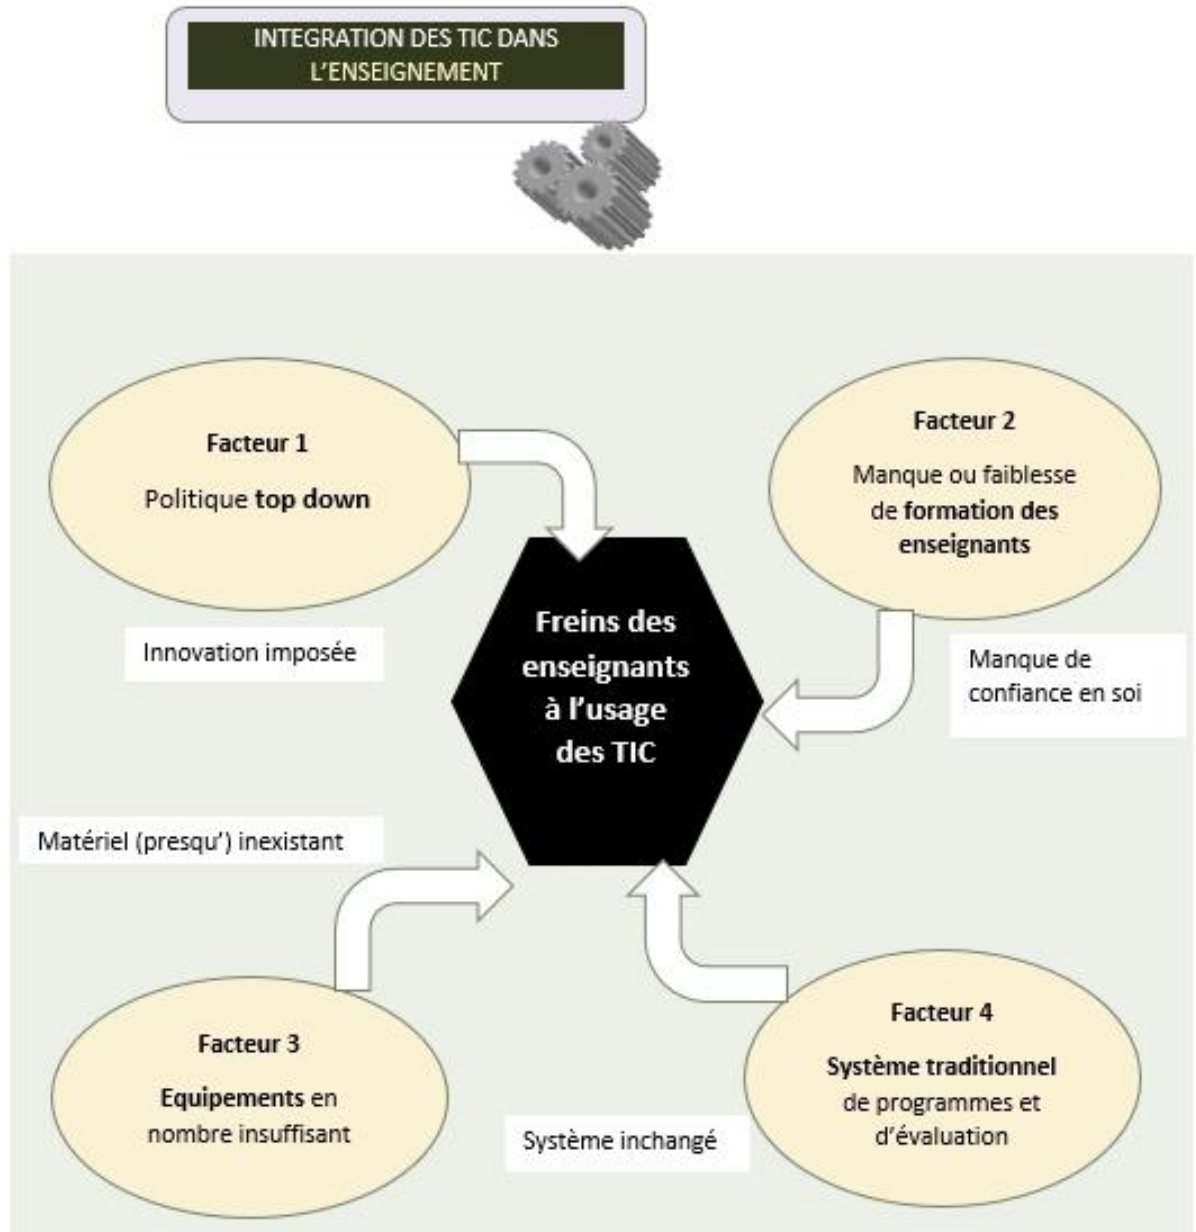 INTEGRATION DES TIC DANS
L'ENSEIGNEMENT
Facteur 1
Politique top down
Innovation imposée
Facteur 2
Manque ou faiblesse
de formation des
enseignants
Manque de
confiance en soi
Freins des
enseignants
à l'usage
des TIC
Matériel (presqu') inexistant
Facteur 3
Equipements en
nombre insuffisant
Système inchangé
Facteur 4
Système traditionnel
de programmes et
d'évaluation